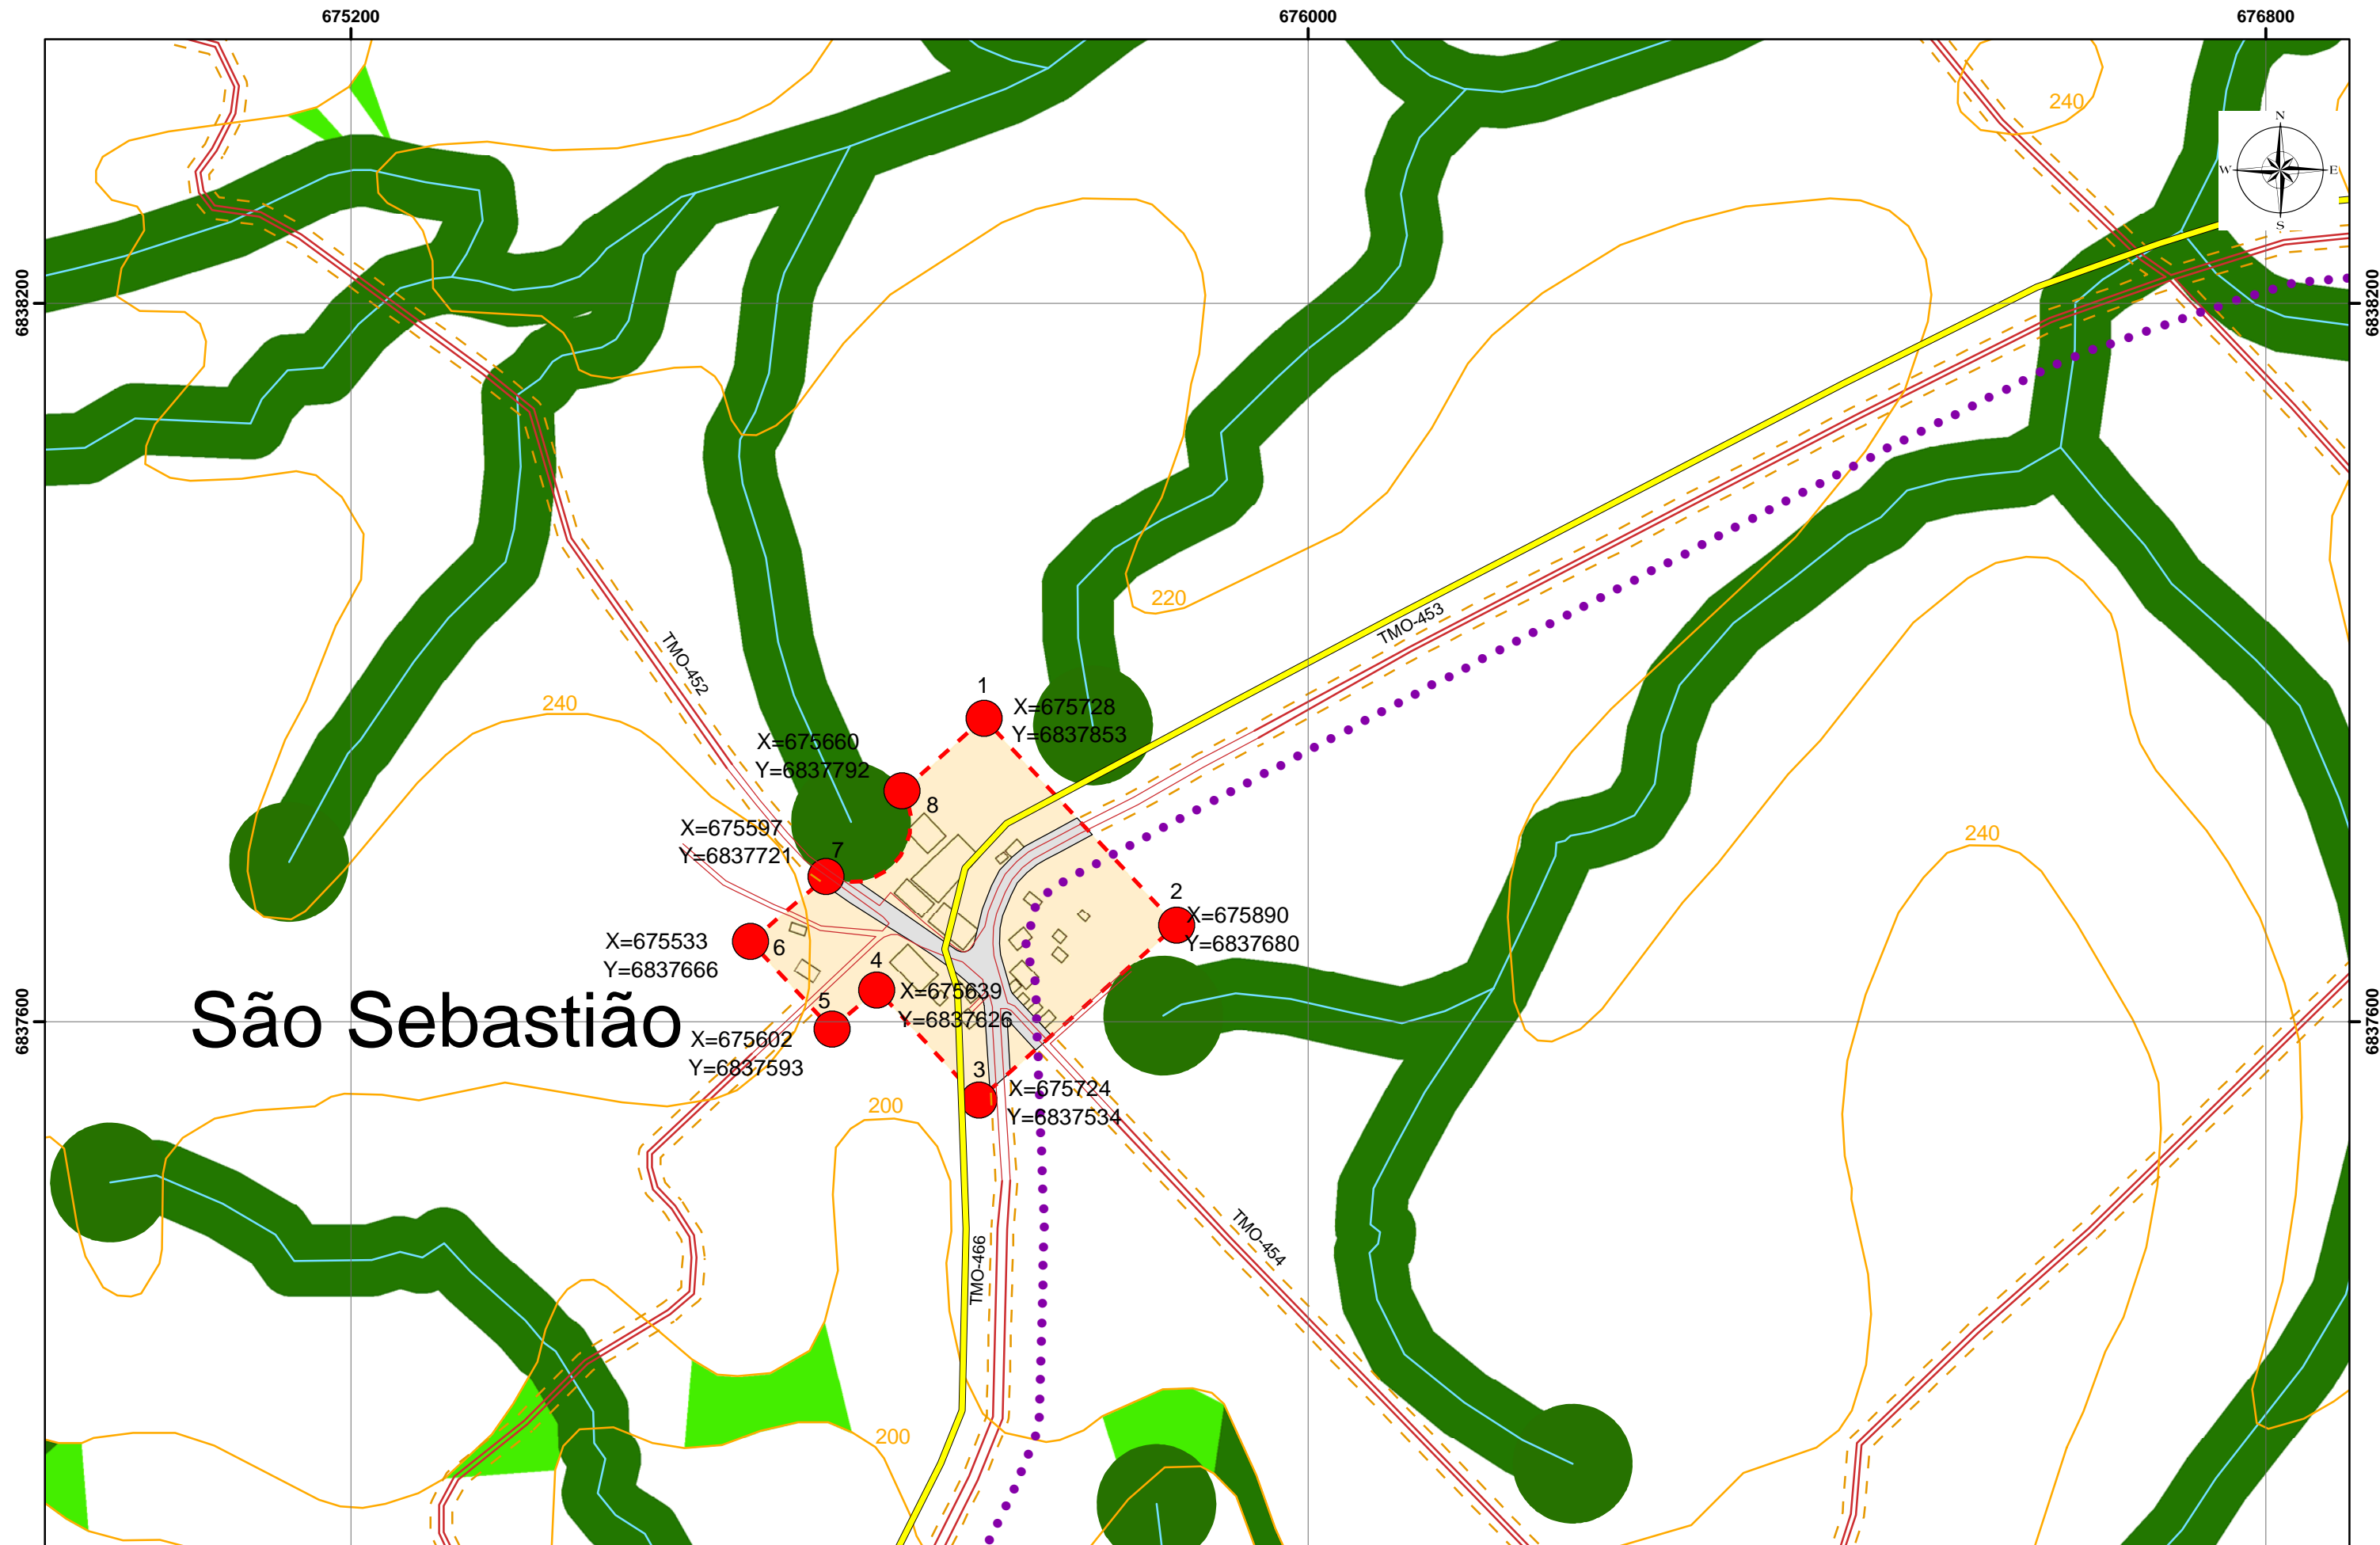 675200
676000
676800
240
N
W
E
S
6838200
6838200
220
TMO-453
TMO-452
1
X=675728
Y=6837853
240
X=675660
Y=6837792
8
X=675597
Y=6837721
7
240
2
X=675890
Y=6837680
X=675533
Y=6837666
6
4
X=675639
Y=6837626
5
X=675602
Y=6837593
São Sebastião
6837600
6837600
3
X=675724
Y=6837534
200
TMO-466
TMO-454
200